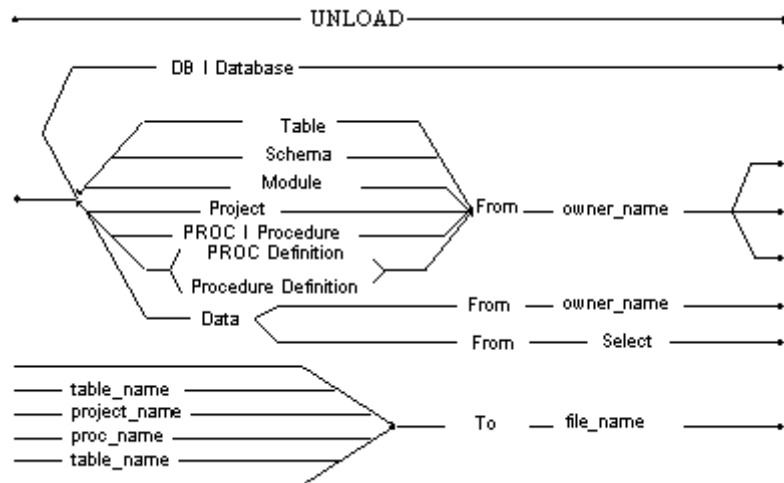 UNLOAD
DB | Database
Table
Schema
Module
Project
From owner_name
PROC | Procedure
PROC Definition
Procedure Definition
Data
From owner_name
From Select
table_name
project_name
To file_name
proc_name
table_name